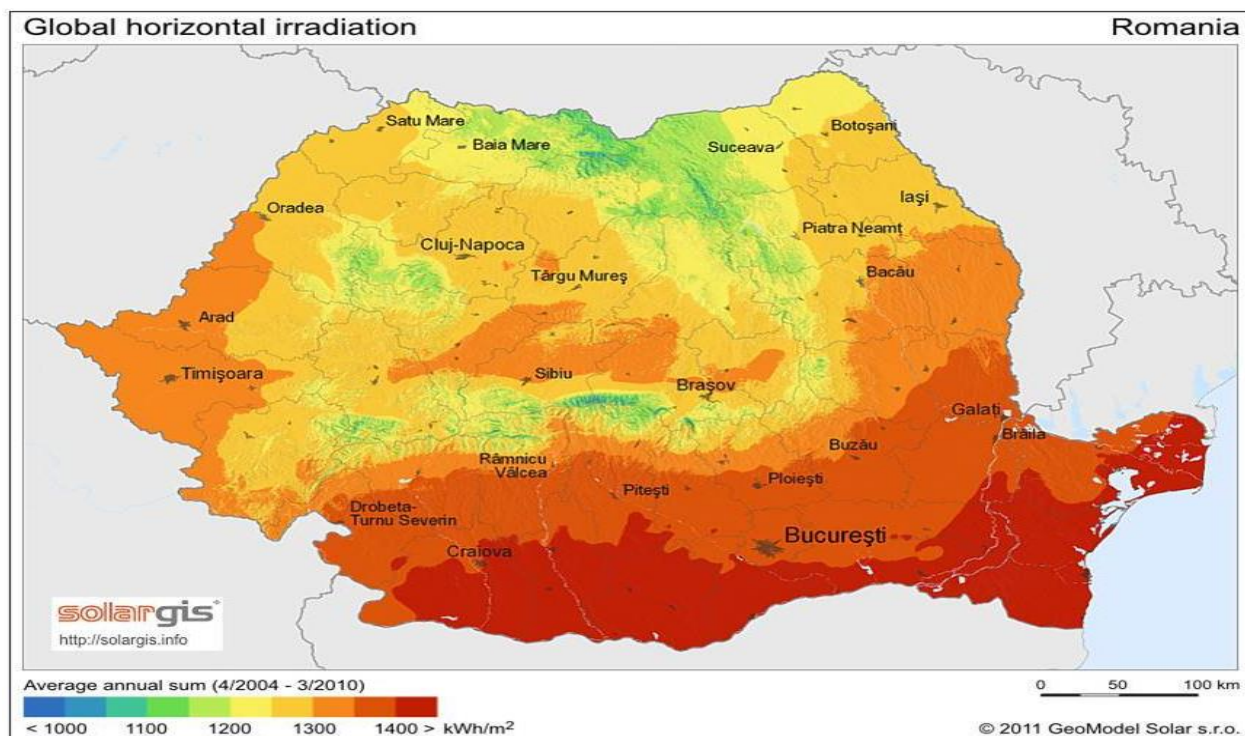 Global horizontal irradiation
Romania
Satu Mare
Baia Mare
Botoşani
Suceava
Iaşi
Oradea
Cluj-Napoca
Piatra Neamţ
Târgu Mureş
Bacău
Arad
Timişoara
Sibiu
Braşov
Galaţi
Brăila
Buzău
Râmnicu
Vâlcea
Ploieşti
Piteşti
Drobeta-
Turnu Severin
Bucureşti
Craiova
solargis
http://solargis.info
Average annual sum (4/2004 - 3/2010)
0 50 100 km
< 1000 1100 1200 1300 1400 > kWh/m²
© 2011 GeoModel Solar s.r.o.